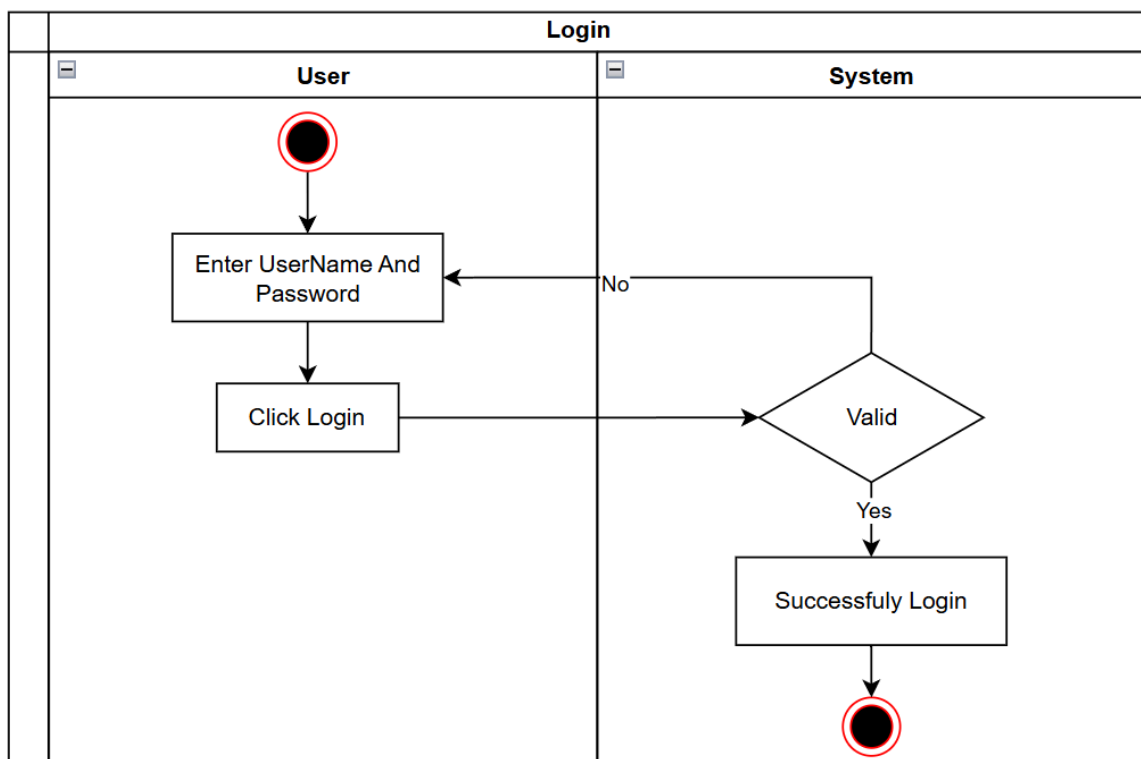 Login
User
System
Enter UserName And
Password
No
Click Login
Valid
Yes
Successfuly Login